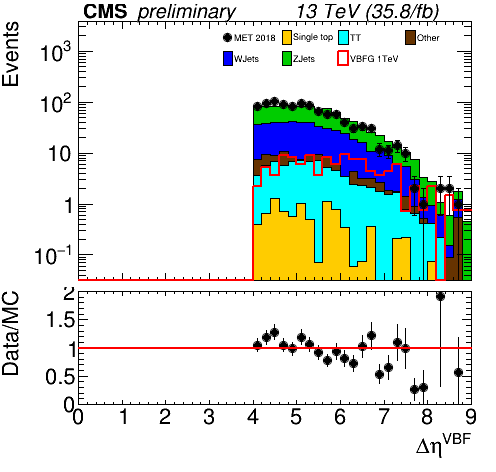 CMS preliminary 13 TeV (35.8/fb)
Events
MET 2018 Single top TT Other
WJets ZJets VBFG 1TeV
10³
10²
10
1
10⁻¹
Data/MC
2
1.5
1
0.5
0
0 1 2 3 4 5 6 7 8 9
Δη^VBF